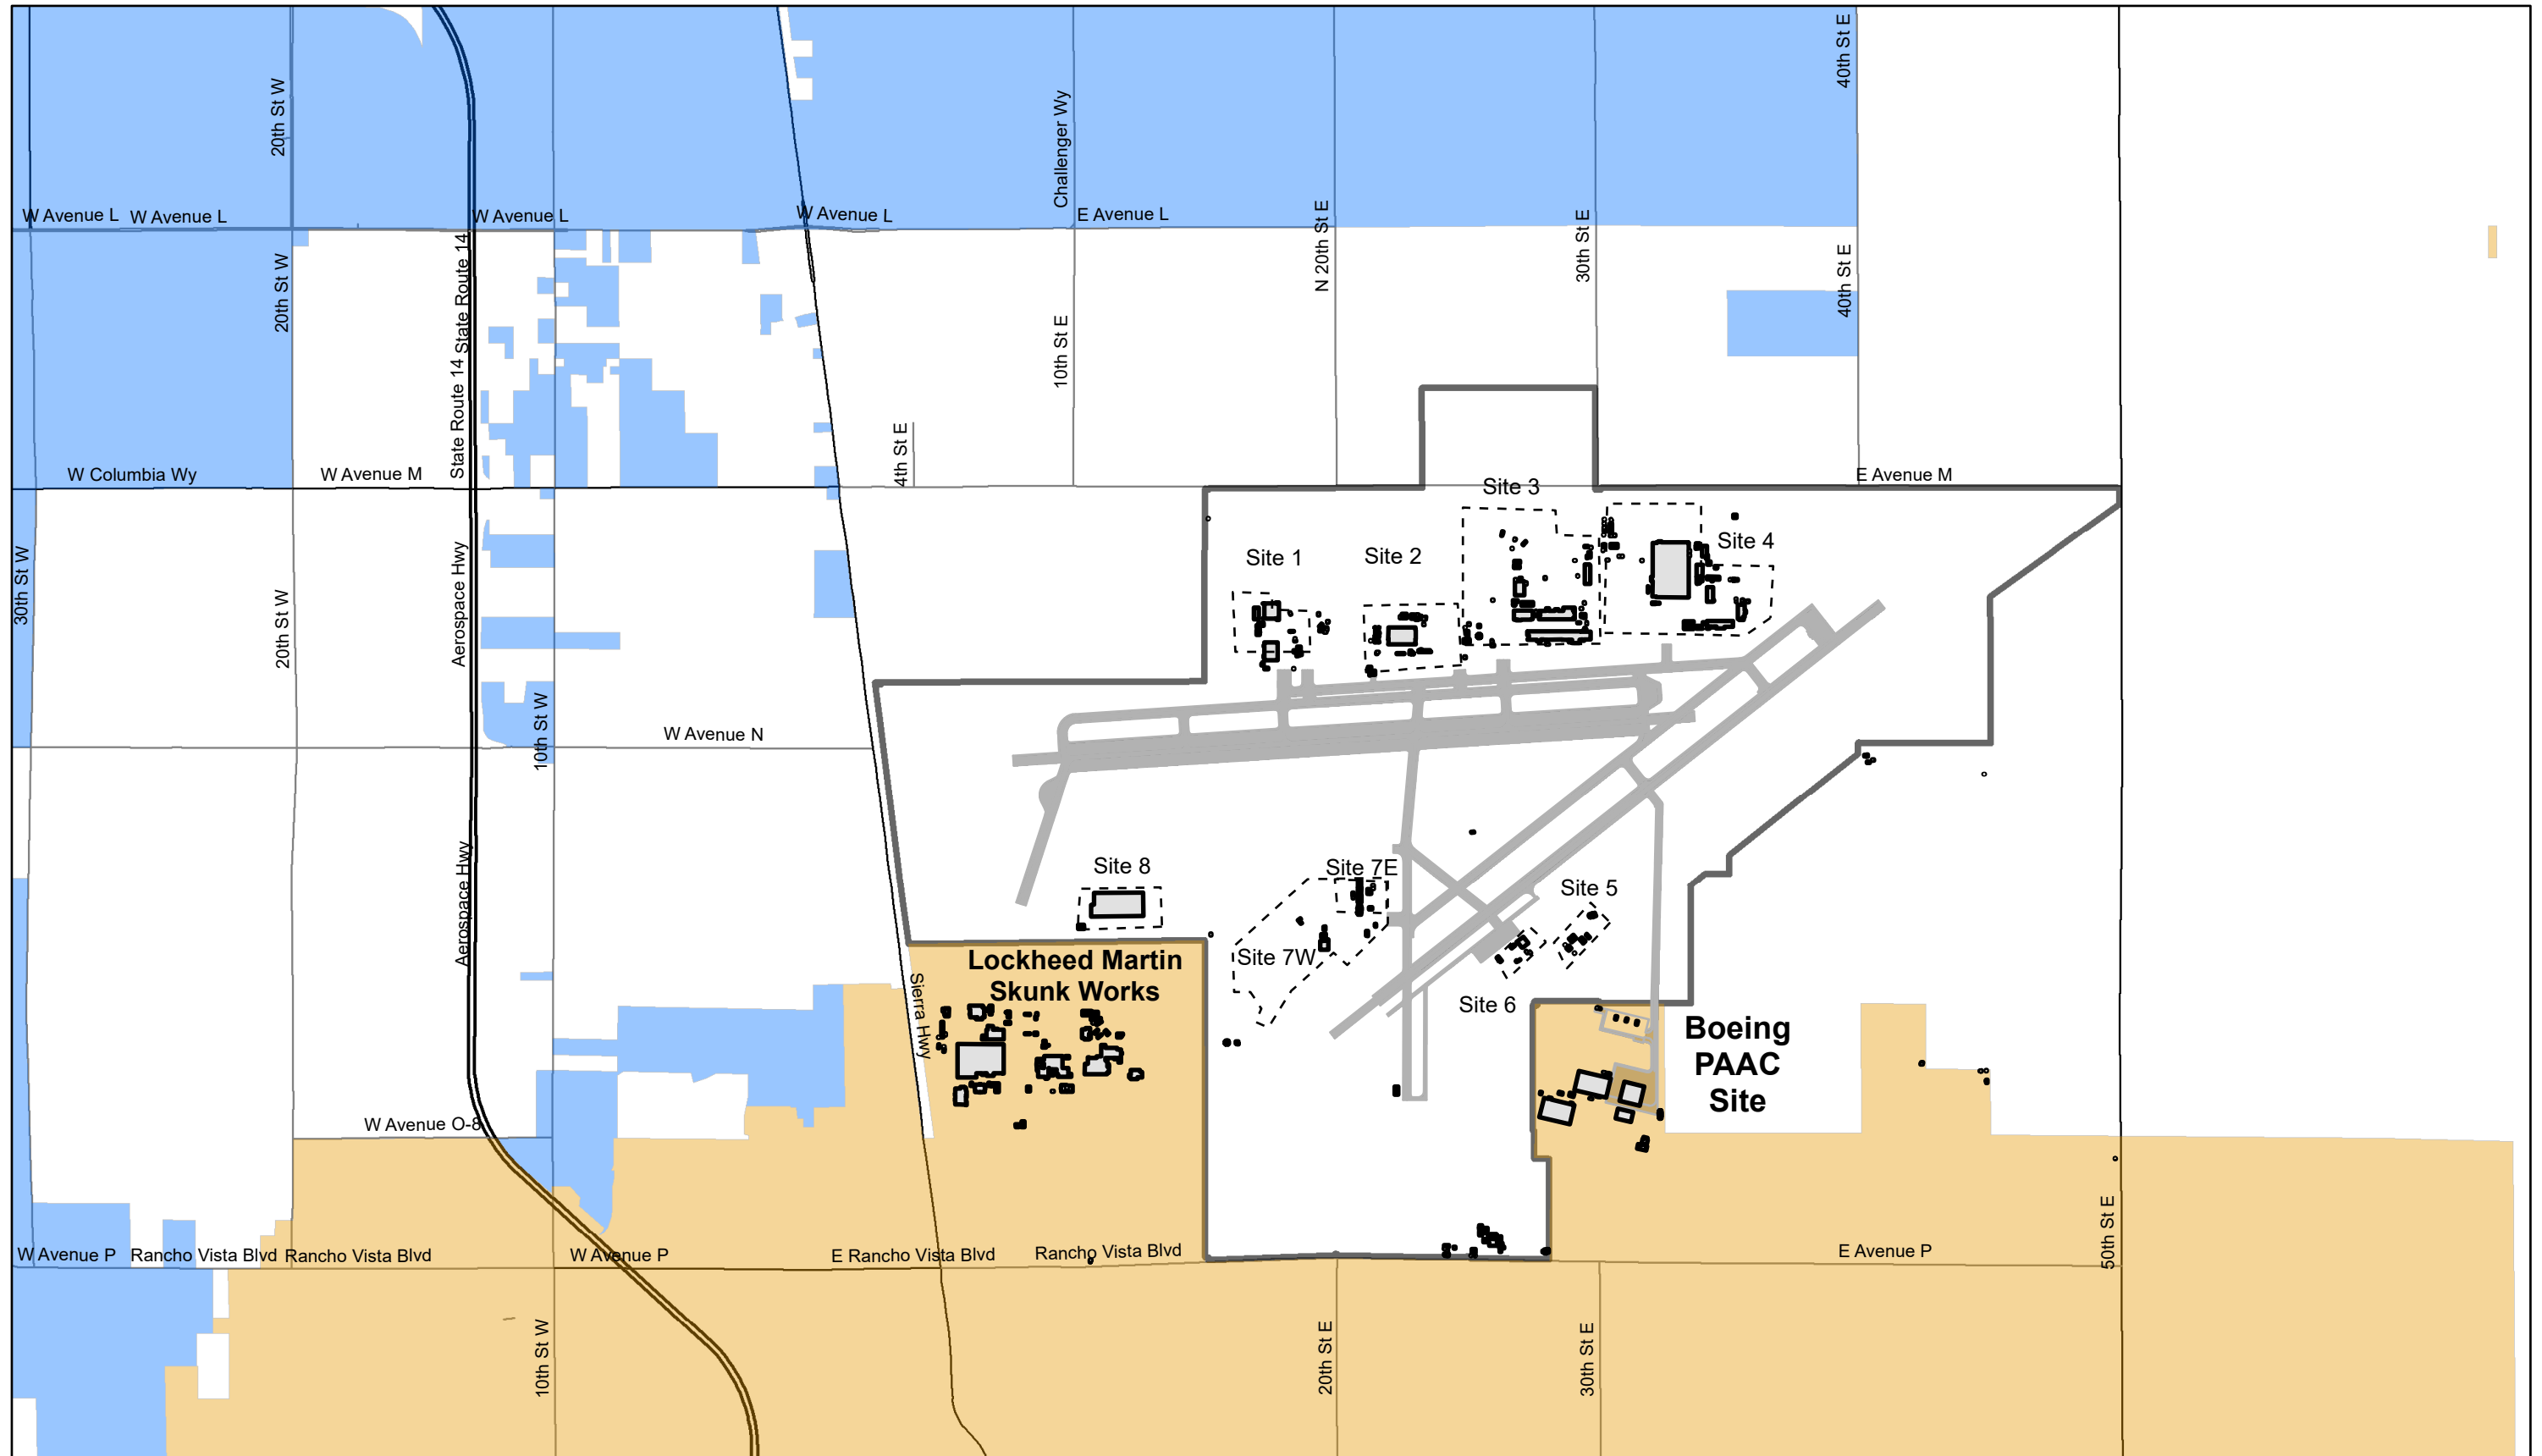 40th St E
20th St W
Challenger Wy
W Avenue L
W Avenue L
W Avenue L
W Avenue L
E Avenue L
N 20th St E
30th St E
20th St W
State Route 14
40th St E
10th St E
State Route 14
4th St E
W Columbia Wy
W Avenue M
E Avenue M
Site 3
Site 4
Site 1
Site 2
30th St W
20th St W
Aerospace Hwy
10th St W
W Avenue N
Site 8
Site 7E
Site 5
Aerospace Hwy
Site 7W
Lockheed Martin
Skunk Works
Site 6
Sierra Hwy
Boeing
PAAC
Site
W Avenue O-8
50th St E
W Avenue P
Rancho Vista Blvd
Rancho Vista Blvd
W Avenue P
E Rancho Vista Blvd
Rancho Vista Blvd
E Avenue P
10th St W
20th St E
30th St E